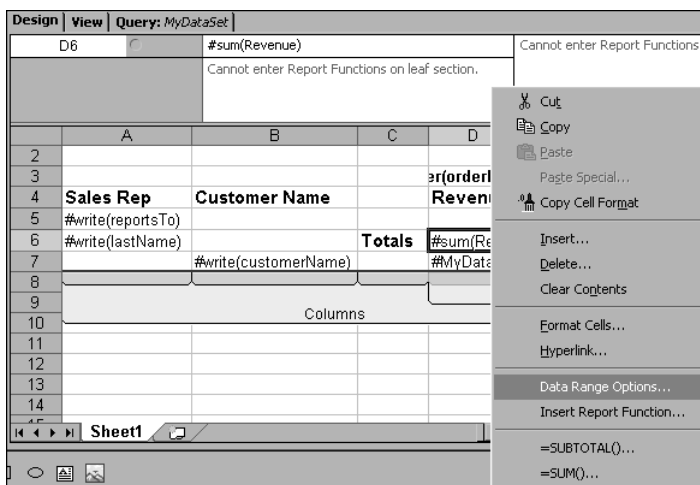 Design View Query: MyDataSet
D6 #sum(Revenue) Cannot enter Report Functions
Cannot enter Report Functions on leaf section.
A B C D
2
3 er(orderI
4 Sales Rep Customer Name Reven
5 #write(reportsTo)
6 #write(lastName) Totals #sum(Re
7 #write(customerName) #MyData
8
9
10 Columns
11
12
13
14
15
Sheet1
Cut
Copy
Paste
Paste Special...
Copy Cell Format
Insert...
Delete...
Clear Contents
Format Cells...
Hyperlink...
Data Range Options...
Insert Report Function...
=SUBTOTAL()...
=SUM()...